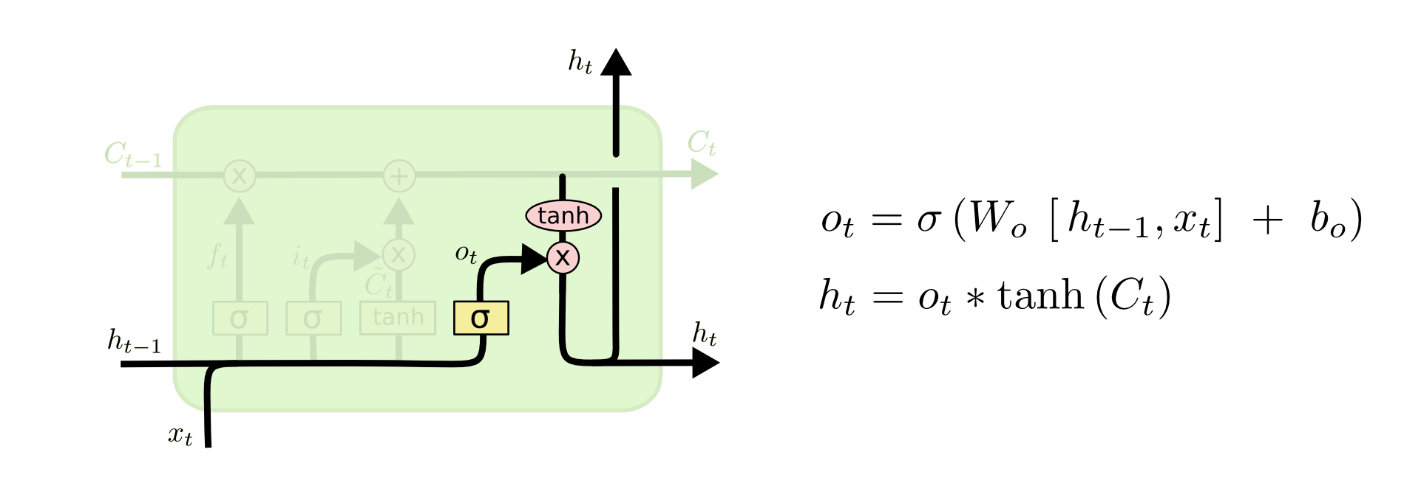 h_t
C_{t-1}
C_t
x
+
tanh
f_t
i_t
x
o_t
x
C̃_t
σ
σ
tanh
σ
h_{t-1}
h_t
x_t
o_t = σ (W_o [ h_{t-1}, x_t] + b_o)
h_t = o_t * tanh (C_t)